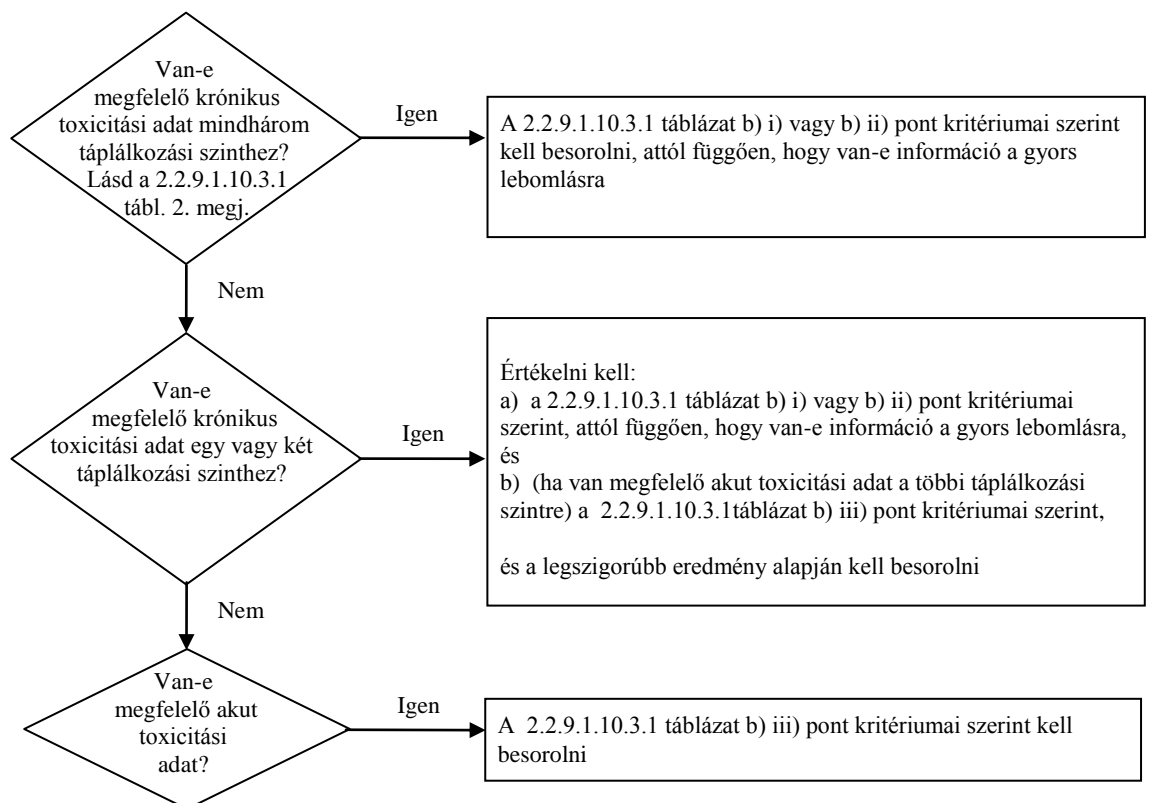 Van-e
megfelelő krónikus
toxicitási adat mindhárom
táplálkozási szinthez?
Lásd a 2.2.9.1.10.3.1
tábl. 2. megj.
Igen
A 2.2.9.1.10.3.1 táblázat b) i) vagy b) ii) pont kritériumai szerint
kell besorolni, attól függően, hogy van-e információ a gyors
lebomlásra
Nem
Van-e
megfelelő krónikus
toxicitási adat egy vagy két
táplálkozási szinthez?
Igen
Értékelni kell:
a) a 2.2.9.1.10.3.1 táblázat b) i) vagy b) ii) pont kritériumai
szerint, attól függően, hogy van-e információ a gyors lebomlásra,
és
b) (ha van megfelelő akut toxicitási adat a többi táplálkozási
szintre) a 2.2.9.1.10.3.1táblázat b) iii) pont kritériumai szerint,
és a legszigorúbb eredmény alapján kell besorolni
Nem
Van-e
megfelelő akut
toxicitási
adat?
Igen
A 2.2.9.1.10.3.1 táblázat b) iii) pont kritériumai szerint kell
besorolni